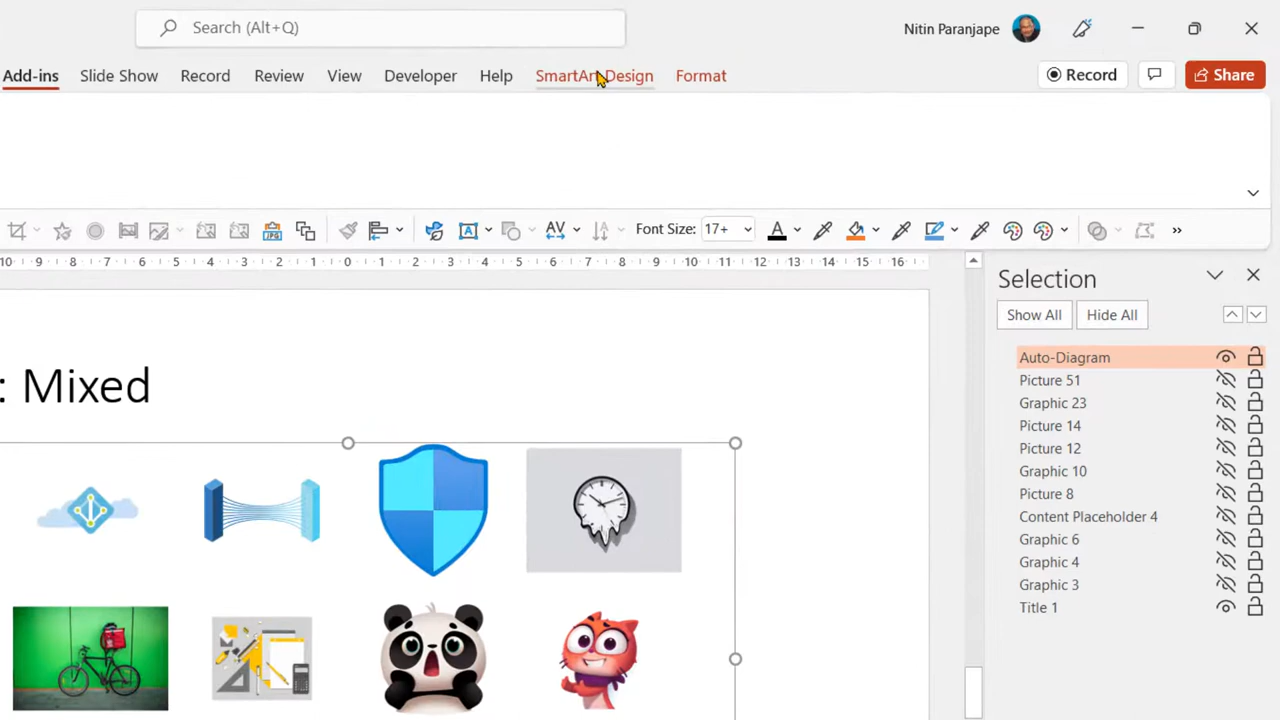 Search (Alt+Q)
Nitin Paranjape
Add-ins Slide Show Record Review View Developer Help SmartArt Design Format Record Share
AV Font Size: 17+ A
10 · 9 · 8 · 7 · 6 · 5 · 4 · 3 · 2 · 1 · 0 · 1 · 2 · 3 · 4 · 5 · 6 · 7 · 8 · 9 · 10 · 11 · 12 · 13 · 14 · 15 · 16
Selection
Show All Hide All
Auto-Diagram
Picture 51
Graphic 23
Picture 14
Picture 12
Graphic 10
Picture 8
Content Placeholder 4
Graphic 6
Graphic 4
Graphic 3
Title 1
: Mixed